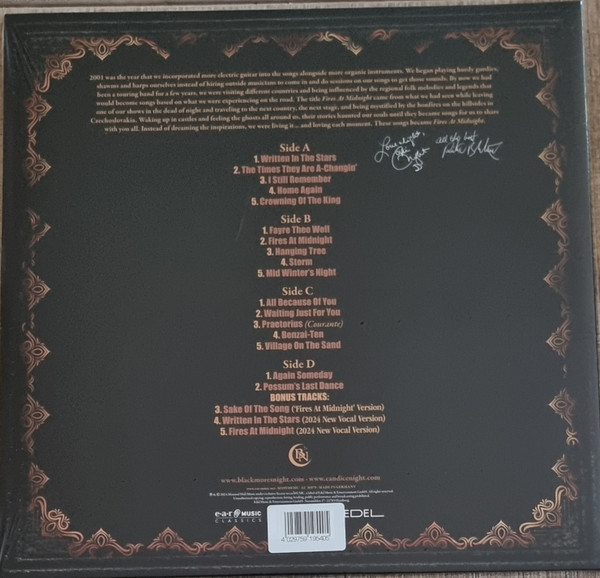 2001 was the year that we incorporated more electric guitar into the songs alongside more organic instruments. We began playing hurdy gurdies,
shawms and harps ourselves instead of hiring outside musicians to come in and do sessions on our songs to get those sounds. By now we had
been a touring band for a few years, we were visiting different countries and being influenced by the regional folk melodies and legends that
would become songs based on what we were experiencing on the road. The title Fires At Midnight came from what we had seen while leaving
one of our shows in the dead of night and traveling to the next country, the next stage, and being mystified by the bonfires on the hillsides in
Czechoslovakia. Waking up in castles and feeling the ghosts all around us, their stories haunted our souls until they became songs for us to share
with you all. Instead of dreaming the inspirations, we were living it... and loving each moment. These songs became Fires At Midnight.
Side A
1. Written In The Stars
2. The Times They Are A-Changin'
3. I Still Remember
4. Home Again
5. Crowning Of The King
Side B
1. Fayre Thee Well
2. Fires At Midnight
3. Hanging Tree
4. Storm
5. Mid Winter's Night
Side C
1. All Because Of You
2. Waiting Just For You
3. Praetorius (Courante)
4. Benzai-Ten
5. Village On The Sand
Side D
1. Again Someday
2. Possum's Last Dance
BONUS TRACKS:
3. Sake Of The Song ('Fires At Midnight' Version)
4. Written In The Stars (2024 New Vocal Version)
5. Fires At Midnight (2024 New Vocal Version)
www.blackmoresnight.com - www.candicenight.com
e·a·r MUSIC
CLASSICS
EDEL
4 029759 195405